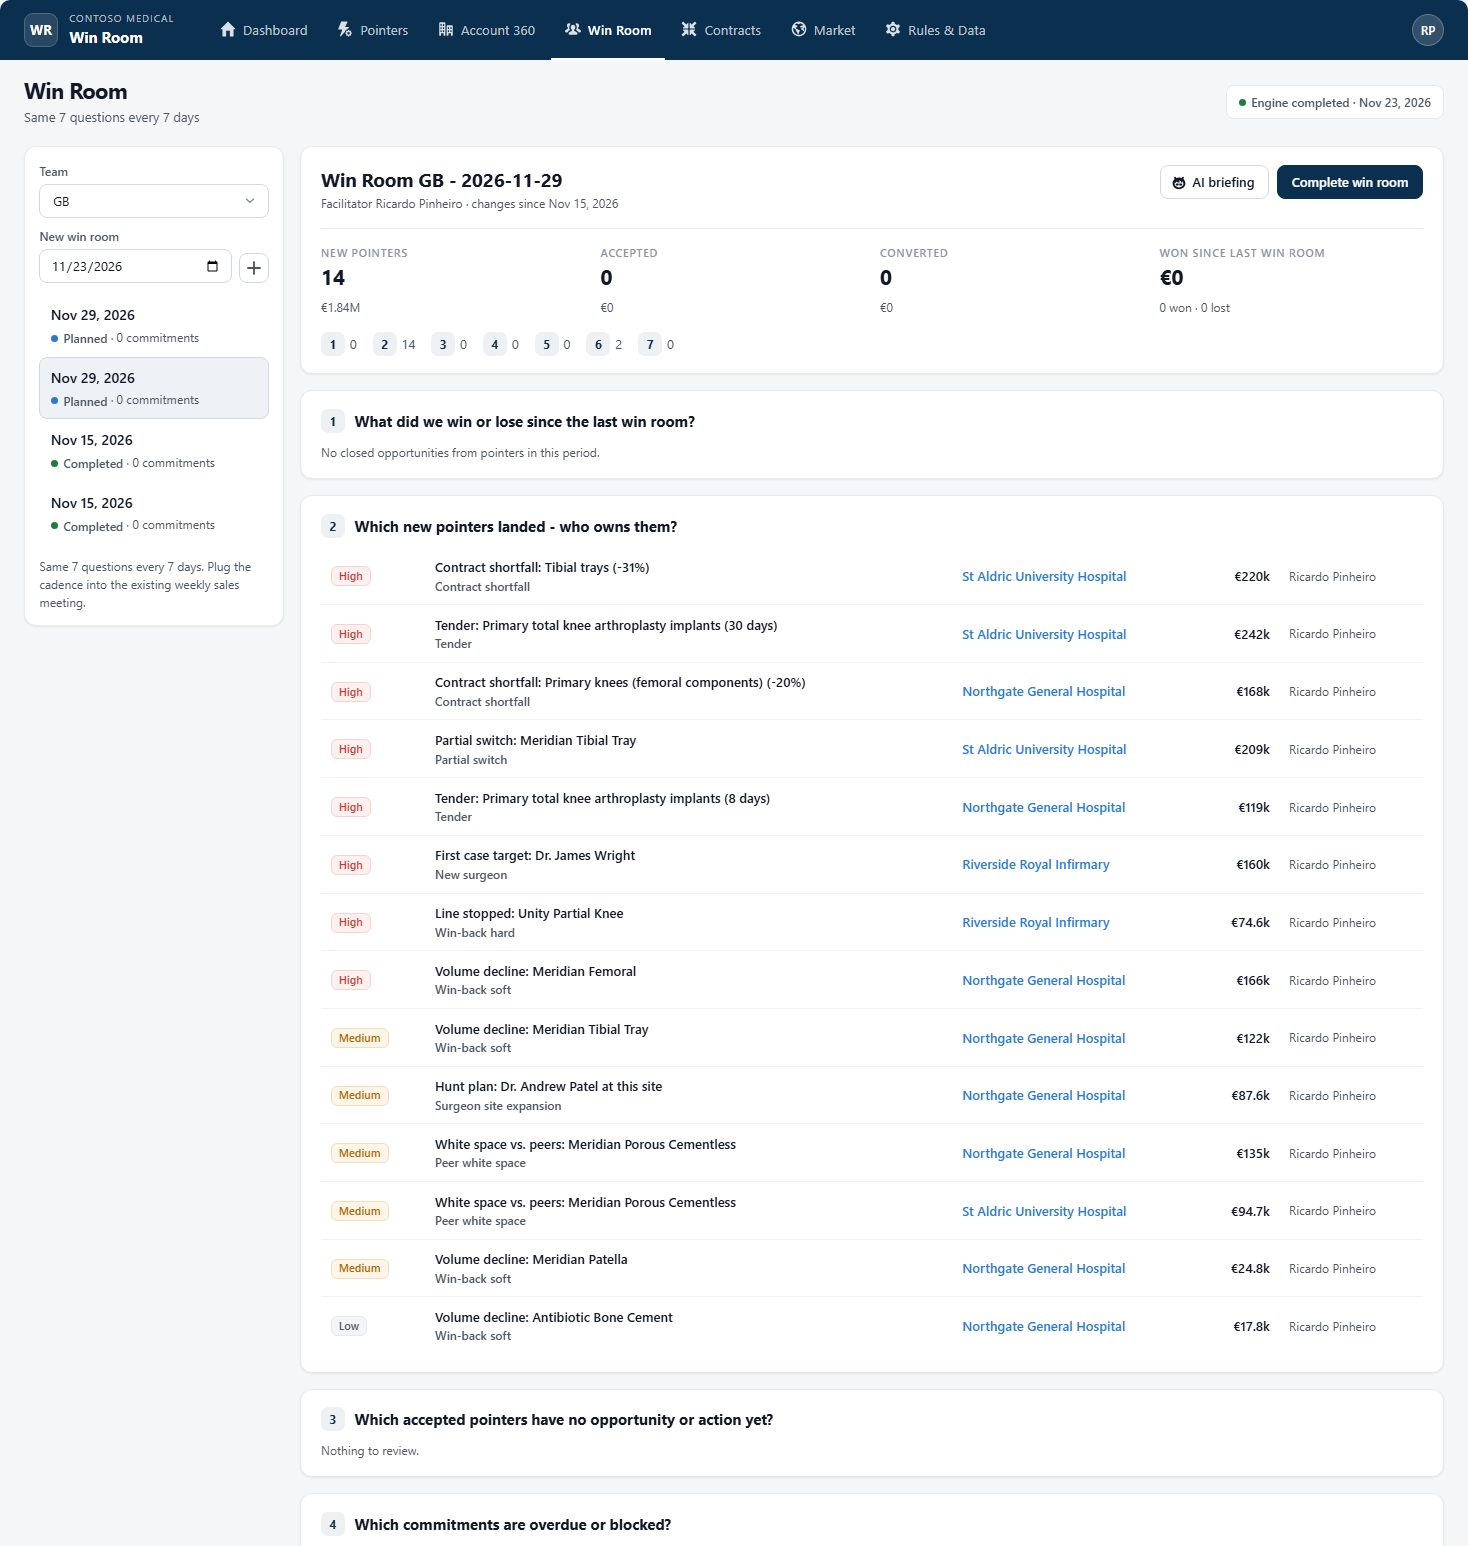 WR
CONTOSO MEDICAL
Win Room
Dashboard
Pointers
Account 360
Win Room
Contracts
Market
Rules & Data
RP
Win Room
Same 7 questions every 7 days
Engine completed · Nov 23, 2026
Team
GB
New win room
11/23/2026
Nov 29, 2026
Planned · 0 commitments
Nov 29, 2026
Planned · 0 commitments
Nov 15, 2026
Completed · 0 commitments
Nov 15, 2026
Completed · 0 commitments
Same 7 questions every 7 days. Plug the
cadence into the existing weekly sales
meeting.
Win Room GB - 2026-11-29
Facilitator Ricardo Pinheiro · changes since Nov 15, 2026
AI briefing
Complete win room
NEW POINTERS
14
€1.84M
ACCEPTED
0
€0
CONVERTED
0
€0
WON SINCE LAST WIN ROOM
€0
0 won · 0 lost
1 0 2 14 3 0 4 0 5 0 6 2 7 0
1 What did we win or lose since the last win room?
No closed opportunities from pointers in this period.
2 Which new pointers landed - who owns them?
High
Contract shortfall: Tibial trays (-31%)
Contract shortfall
St Aldric University Hospital
€220k
Ricardo Pinheiro
High
Tender: Primary total knee arthroplasty implants (30 days)
Tender
St Aldric University Hospital
€242k
Ricardo Pinheiro
High
Contract shortfall: Primary knees (femoral components) (-20%)
Contract shortfall
Northgate General Hospital
€168k
Ricardo Pinheiro
High
Partial switch: Meridian Tibial Tray
Partial switch
St Aldric University Hospital
€209k
Ricardo Pinheiro
High
Tender: Primary total knee arthroplasty implants (8 days)
Tender
Northgate General Hospital
€119k
Ricardo Pinheiro
High
First case target: Dr. James Wright
New surgeon
Riverside Royal Infirmary
€160k
Ricardo Pinheiro
High
Line stopped: Unity Partial Knee
Win-back hard
Riverside Royal Infirmary
€74.6k
Ricardo Pinheiro
High
Volume decline: Meridian Femoral
Win-back soft
Northgate General Hospital
€166k
Ricardo Pinheiro
Medium
Volume decline: Meridian Tibial Tray
Win-back soft
Northgate General Hospital
€122k
Ricardo Pinheiro
Medium
Hunt plan: Dr. Andrew Patel at this site
Surgeon site expansion
Northgate General Hospital
€87.6k
Ricardo Pinheiro
Medium
White space vs. peers: Meridian Porous Cementless
Peer white space
Northgate General Hospital
€135k
Ricardo Pinheiro
Medium
White space vs. peers: Meridian Porous Cementless
Peer white space
St Aldric University Hospital
€94.7k
Ricardo Pinheiro
Medium
Volume decline: Meridian Patella
Win-back soft
Northgate General Hospital
€24.8k
Ricardo Pinheiro
Low
Volume decline: Antibiotic Bone Cement
Win-back soft
Northgate General Hospital
€17.8k
Ricardo Pinheiro
3 Which accepted pointers have no opportunity or action yet?
Nothing to review.
4 Which commitments are overdue or blocked?